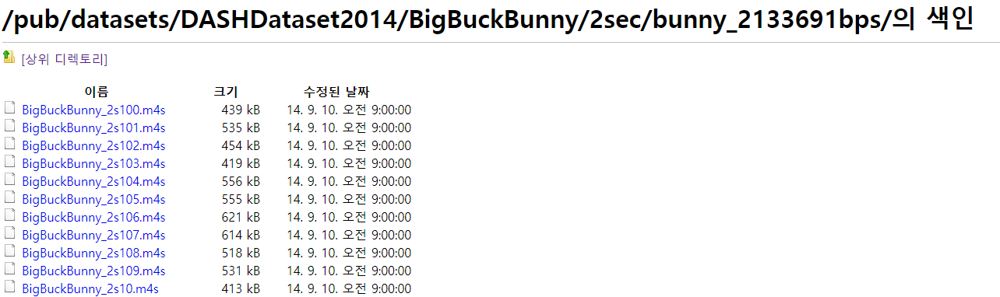 /pub/datasets/DASHDataset2014/BigBuckBunny/2sec/bunny_2133691bps/의 색인
[상위 디렉토리]
이름 크기 수정된 날짜
BigBuckBunny_2s100.m4s 439 kB 14. 9. 10. 오전 9:00:00
BigBuckBunny_2s101.m4s 535 kB 14. 9. 10. 오전 9:00:00
BigBuckBunny_2s102.m4s 454 kB 14. 9. 10. 오전 9:00:00
BigBuckBunny_2s103.m4s 419 kB 14. 9. 10. 오전 9:00:00
BigBuckBunny_2s104.m4s 556 kB 14. 9. 10. 오전 9:00:00
BigBuckBunny_2s105.m4s 555 kB 14. 9. 10. 오전 9:00:00
BigBuckBunny_2s106.m4s 621 kB 14. 9. 10. 오전 9:00:00
BigBuckBunny_2s107.m4s 614 kB 14. 9. 10. 오전 9:00:00
BigBuckBunny_2s108.m4s 518 kB 14. 9. 10. 오전 9:00:00
BigBuckBunny_2s109.m4s 531 kB 14. 9. 10. 오전 9:00:00
BigBuckBunny_2s10.m4s 413 kB 14. 9. 10. 오전 9:00:00